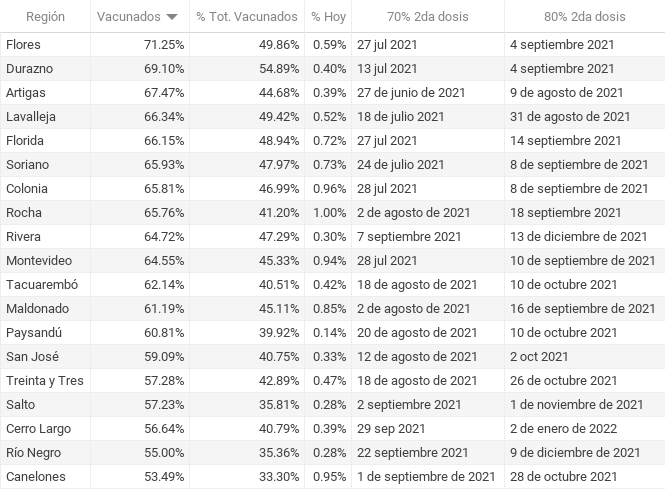 Región Vacunados % Tot. Vacunados % Hoy 70% 2da dosis 80% 2da dosis
Flores 71.25% 49.86% 0.59% 27 jul 2021 4 septiembre 2021
Durazno 69.10% 54.89% 0.40% 13 jul 2021 4 septiembre 2021
Artigas 67.47% 44.68% 0.39% 27 de junio de 2021 9 de agosto de 2021
Lavalleja 66.34% 49.42% 0.52% 18 de julio de 2021 31 de agosto de 2021
Florida 66.15% 48.94% 0.72% 27 jul 2021 14 septiembre 2021
Soriano 65.93% 47.97% 0.73% 24 de julio de 2021 8 de septiembre de 2021
Colonia 65.81% 46.99% 0.96% 28 jul 2021 8 de septiembre de 2021
Rocha 65.76% 41.20% 1.00% 2 de agosto de 2021 18 septiembre 2021
Rivera 64.72% 47.29% 0.30% 7 septiembre 2021 13 de diciembre de 2021
Montevideo 64.55% 45.33% 0.94% 28 jul 2021 10 de septiembre de 2021
Tacuarembó 62.14% 40.51% 0.42% 18 de agosto de 2021 10 de octubre de 2021
Maldonado 61.19% 45.11% 0.85% 2 de agosto de 2021 16 de septiembre de 2021
Paysandú 60.81% 39.92% 0.14% 20 de agosto de 2021 10 de octubre de 2021
San José 59.09% 40.75% 0.33% 12 de agosto de 2021 2 oct 2021
Treinta y Tres 57.28% 42.89% 0.47% 18 de agosto de 2021 26 de octubre de 2021
Salto 57.23% 35.81% 0.28% 2 septiembre 2021 1 de noviembre de 2021
Cerro Largo 56.64% 40.79% 0.39% 29 sep 2021 2 de enero de 2022
Río Negro 55.00% 35.36% 0.28% 22 septiembre 2021 9 de diciembre de 2021
Canelones 53.49% 33.30% 0.95% 1 de septiembre de 2021 28 de octubre de 2021